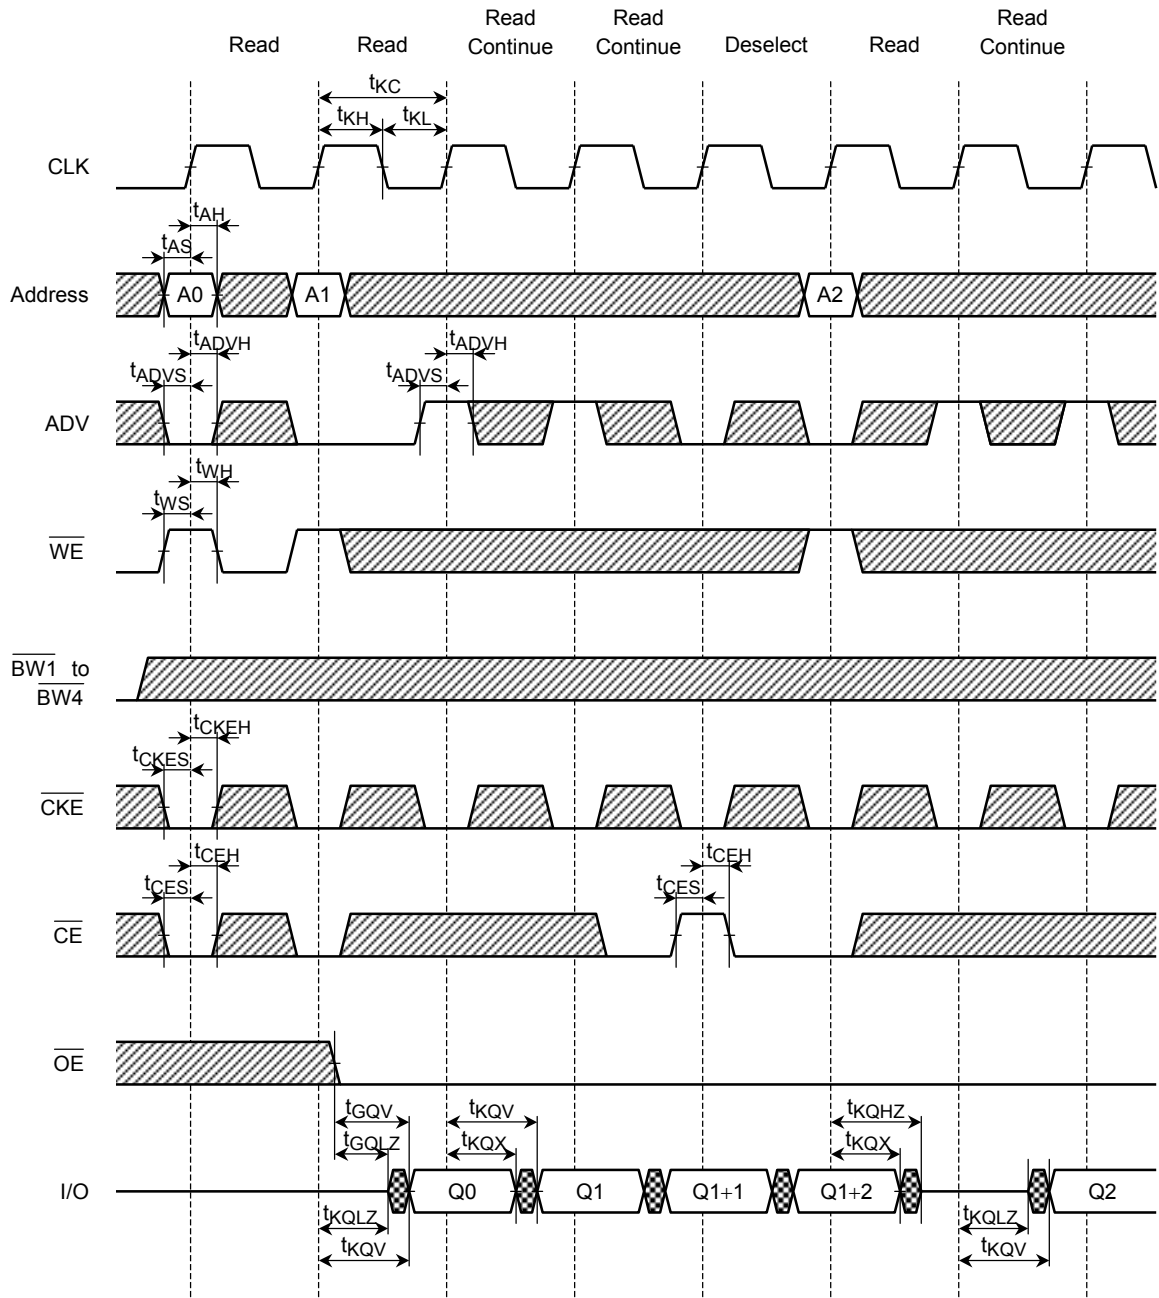 Read
Read
Read
Continue
Read
Continue
Deselect
Read
Read
Continue
tKC
tKH
tKL
CLK
tAH
tAS
Address
A0
A1
A2
tADVH
tADVS
tADVH
tADVS
ADV
tWH
tWS
WE
BW1 to
BW4
tCKEH
tCKES
CKE
tCEH
tCES
tCEH
tCES
CE
OE
tGQV
tKQV
tKQHZ
tGQLZ
tKQX
tKQX
I/O
Q0
Q1
Q1+1
Q1+2
Q2
tKQLZ
tKQLZ
tKQV
tKQV